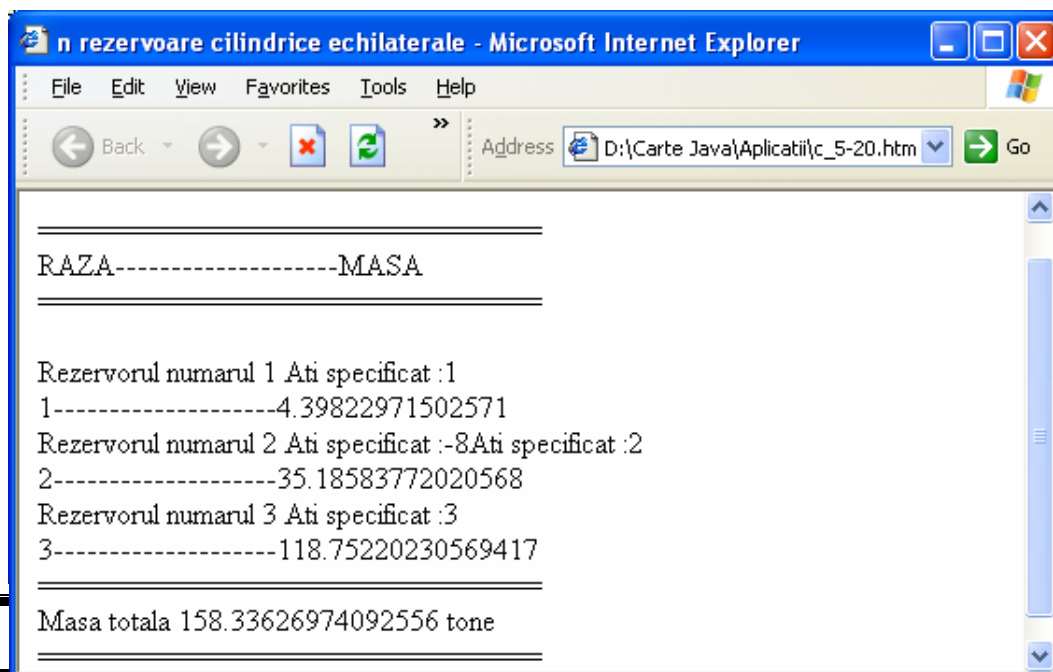 n rezervoare cilindrice echilaterale - Microsoft Internet Explorer
File Edit View Favorites Tools Help
Back » Address D:\Carte Java\Aplicatii\c_5-20.htm Go
RAZA--------------------MASA
Rezervorul numarul 1 Ati specificat :1
1--------------------4.39822971502571
Rezervorul numarul 2 Ati specificat :-8Ati specificat :2
2--------------------35.18583772020568
Rezervorul numarul 3 Ati specificat :3
3--------------------118.75220230569417
Masa totala 158.33626974092556 tone